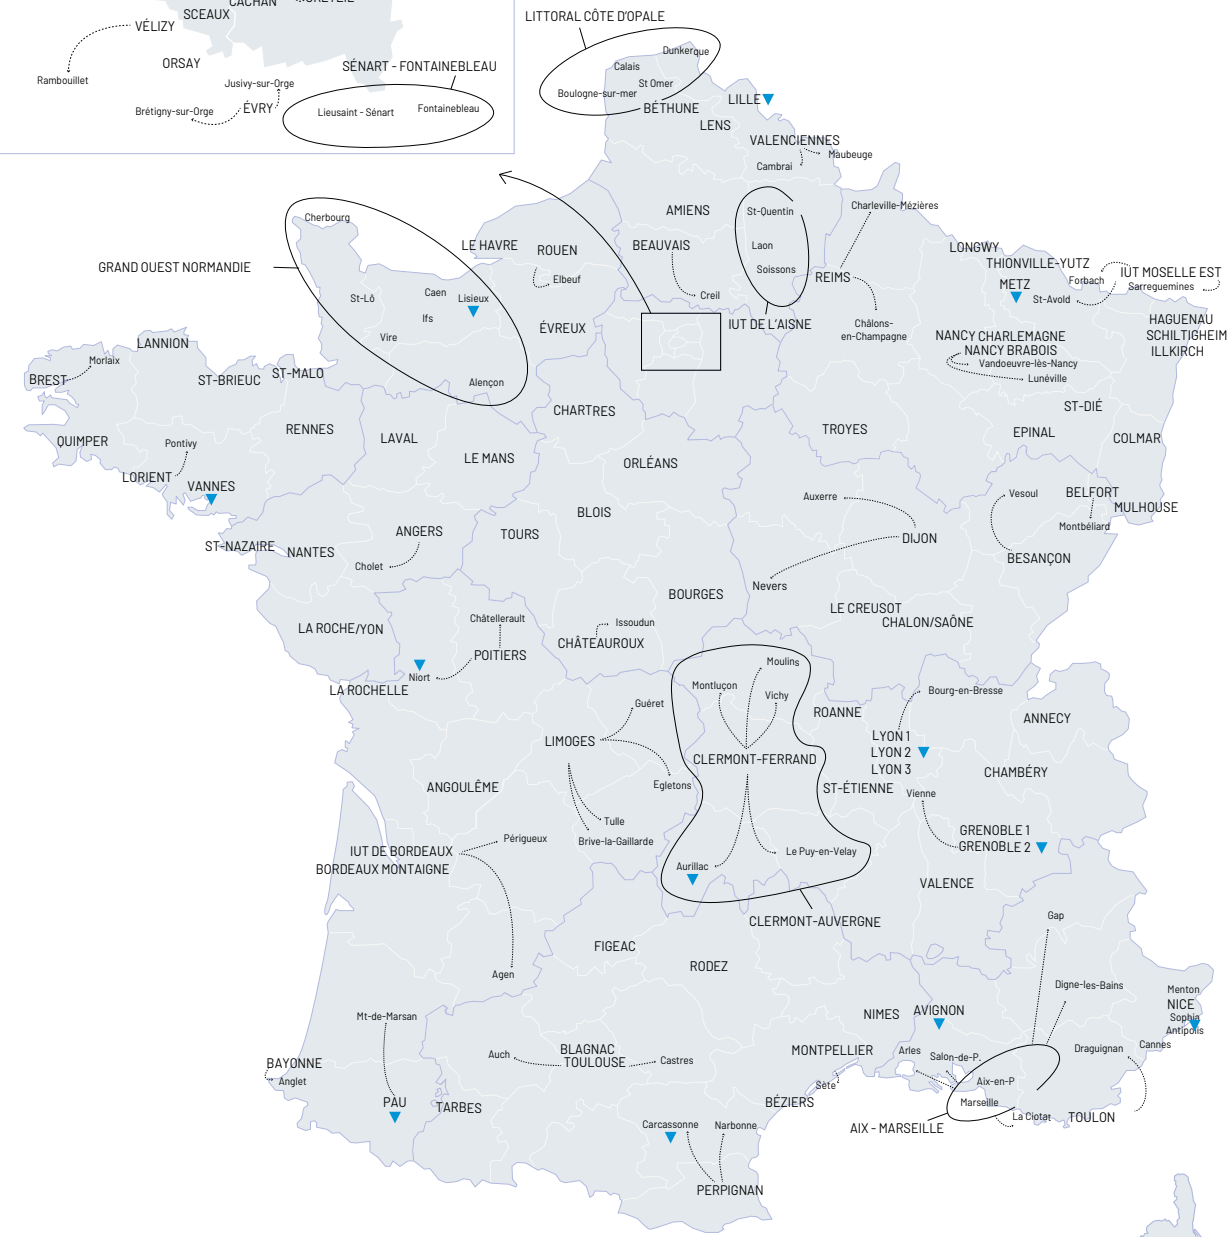 CACHAN
SCEAUX
VÉLIZY
ORSAY
Rambouillet
SÉNART - FONTAINEBLEAU
Jusivy-sur-Orge
Brétigny-sur-Orge
ÉVRY
Lieusaint - Sénart
Fontainebleau
LITTORAL CÔTE D'OPALE
Dunkerque
Calais
St Omer
Boulogne-sur-mer
BÉTHUNE
LILLE
LENS
VALENCIENNES
Maubeuge
Cambrai
Cherbourg
AMIENS
St-Quentin
Charleville-Mézières
LE HAVRE
ROUEN
BEAUVAIS
Laon
LONGWY
GRAND OUEST NORMANDIE
Elbeuf
Soissons
REIMS
THIONVILLE-YUTZ
IUT MOSELLE EST
METZ
Forbach
Sarreguemines
St-Lô
Caen
Lisieux
Creil
St-Avold
Ifs
ÉVREUX
IUT DE L'AISNE
Châlons-
en-Champagne
HAGUENAU
SCHILTIGHEIM
ILLKIRCH
Vire
NANCY CHARLEMAGNE
NANCY BRABOIS
Vandoeuvre-lès-Nancy
Lunéville
LANNION
Morlaix
BREST
ST-BRIEUC
ST-MALO
Alençon
CHARTRES
ST-DIÉ
QUIMPER
Pontivy
RENNES
LAVAL
TROYES
EPINAL
COLMAR
LORIENT
VANNES
LE MANS
ORLÉANS
Auxerre
Vesoul
BELFORT
MULHOUSE
BLOIS
Montbéliard
ST-NAZAIRE
NANTES
ANGERS
TOURS
DIJON
BESANÇON
Cholet
Nevers
BOURGES
LE CREUSOT
CHALON/SAÔNE
LA ROCHE/YON
Châtellerault
Issoudun
CHÂTEAUROUX
POITIERS
Niort
LA ROCHELLE
Moulins
Montluçon
Vichy
Bourg-en-Bresse
Guéret
ROANNE
ANNECY
LIMOGES
LYON 1
LYON 2
LYON 3
CLERMONT-FERRAND
CHAMBÉRY
ANGOULÊME
Egletons
ST-ÉTIENNE
Vienne
Tulle
Périgueux
Brive-la-Gaillarde
GRENOBLE 1
GRENOBLE 2
IUT DE BORDEAUX
BORDEAUX MONTAIGNE
Aurillac
Le Puy-en-Velay
VALENCE
CLERMONT-AUVERGNE
Gap
FIGEAC
RODEZ
Agen
Digne-les-Bains
Menton
NICE
Sophia
Antipolis
Mt-de-Marsan
NIMES
AVIGNON
Cannes
Auch
BLAGNAC
TOULOUSE
Castres
MONTPELLIER
Arles
Salon-de-P.
Draguignan
BAYONNE
Anglet
Sète
Aix-en-P
Marseille
PAU
TARBES
BÉZIERS
La Ciotat
TOULON
AIX - MARSEILLE
Carcassonne
Narbonne
PERPIGNAN